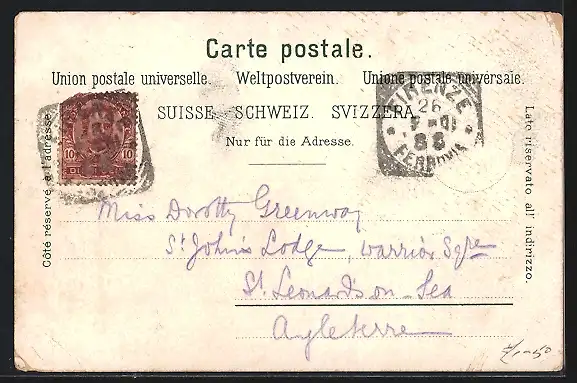 Carte postale.
Union postale universelle. Weltpostverein. Unione postale universale.
SUISSE. SCHWEIZ. SVIZZERA.
Nur für die Adresse.
Côté réservé à l'adresse.
Lato riservato all' indirizzo.
10 10
FIRENZE
26
88
FERROVIA
Miss Dorothy Greenway
St John's Lodge, Warrior Sqre
St Leonards on-Sea
Angleterre